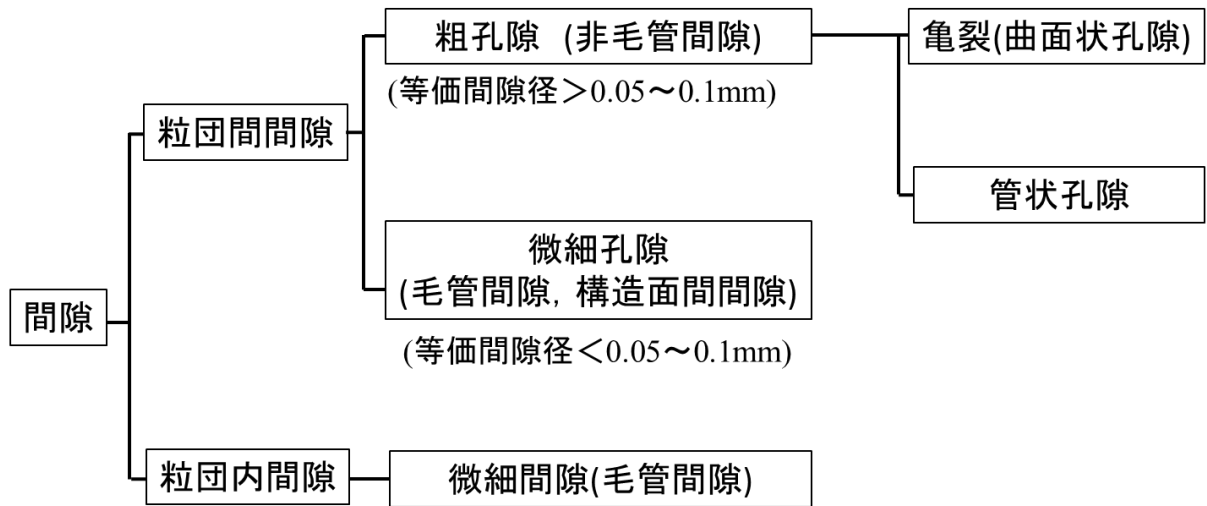 粗孔隙 (非毛管間隙)
亀裂(曲面状孔隙)
(等価間隙径＞0.05～0.1mm)
粒団間間隙
管状孔隙
微細孔隙
(毛管間隙, 構造面間間隙)
間隙
(等価間隙径＜0.05～0.1mm)
粒団内間隙
微細間隙(毛管間隙)